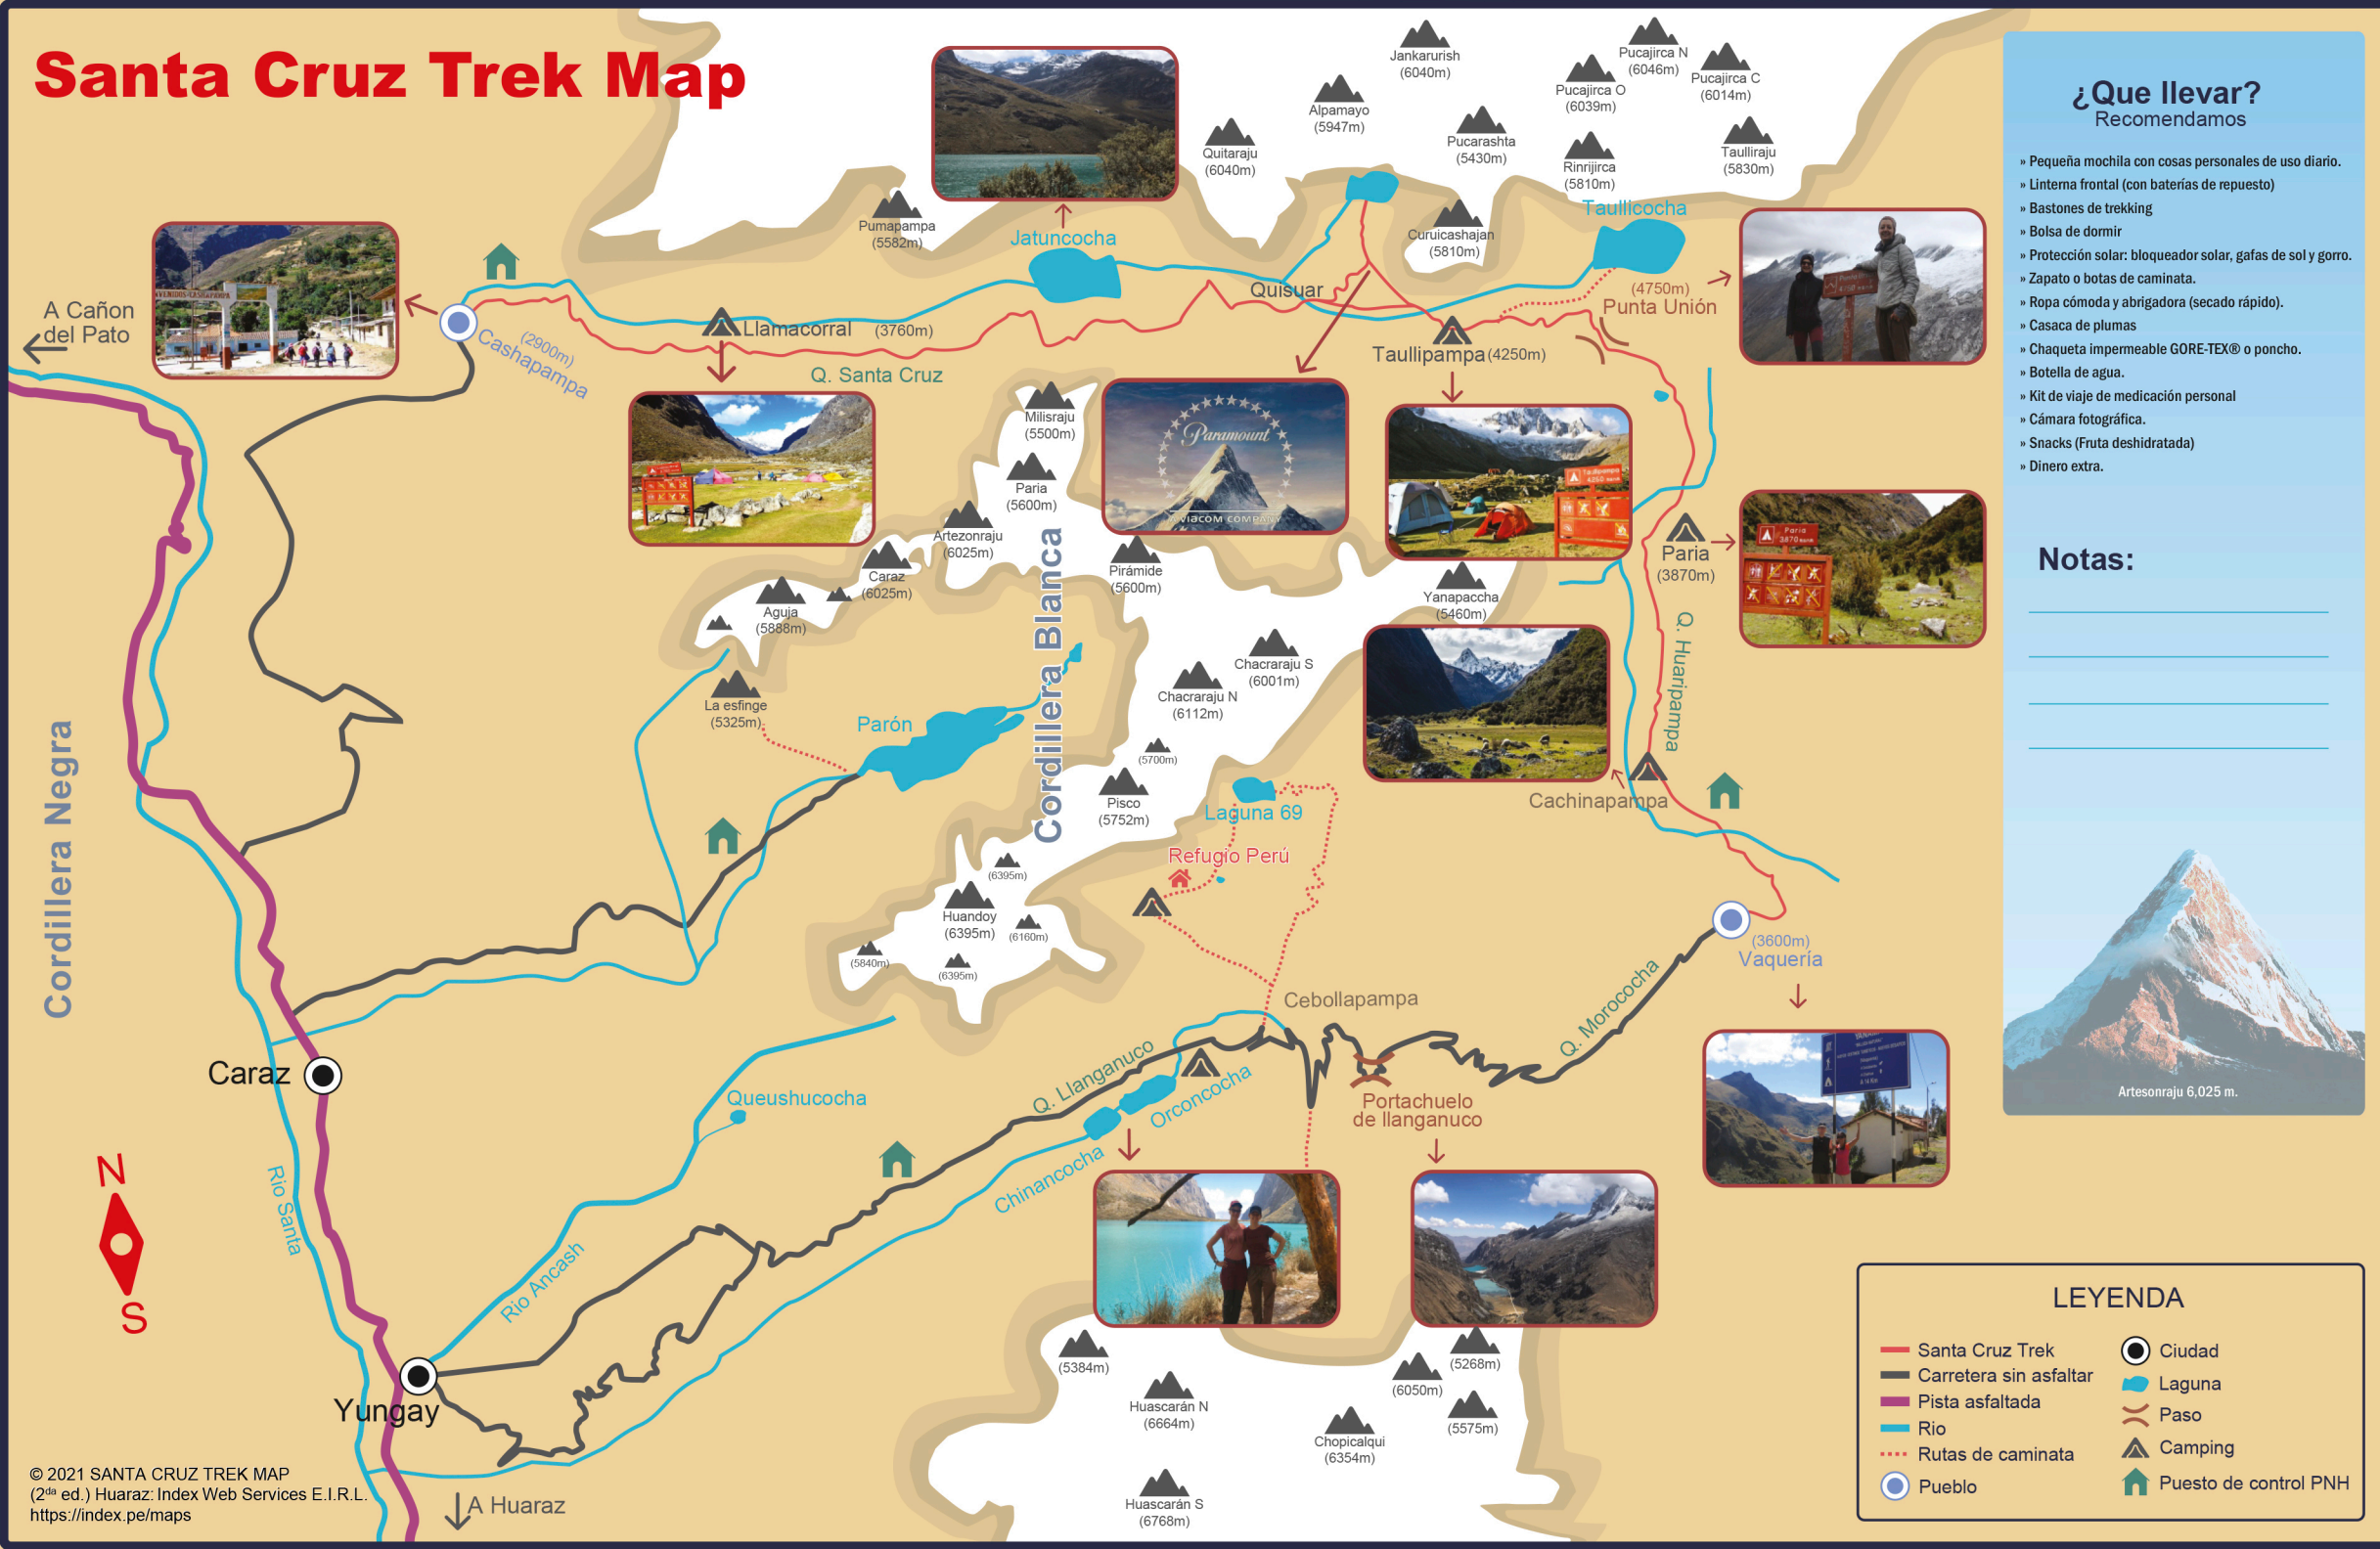 Santa Cruz Trek Map
Jankarurish
(6040m)
Pucajirca N
(6046m)
Pucajirca O
(6039m)
Pucajirca C
(6014m)
Alpamayo
(5947m)
Quitaraju
(6040m)
Pucarashta
(5430m)
Rinrijirca
(5810m)
Taulliraju
(5830m)
Pumapampa
(5582m)
Jatuncocha
Curuicashajan
(5810m)
Taullicocha
(4750m)
Punta Unión
Quisuar
A Cañon
del Pato
(2900m)
Cashapampa
Llamacorral (3760m)
Q. Santa Cruz
Taullipampa (4250m)
Milisraju
(5500m)
Paria
(5600m)
Artezonraju
(6025m)
Caraz
(6025m)
Aguja
(5888m)
Pirámide
(5600m)
Paramount
A VIACOM COMPANY
Taullipampa
4250
Yanapaccha
(5460m)
Paria
(3870m)
Paria
3870
Q. Huaripampa
Cordillera Blanca
Cordillera Negra
La esfinge
(5325m)
Parón
Chacraraju S
(6001m)
Chacraraju N
(6112m)
(5700m)
Pisco
(5752m)
Laguna 69
Refugio Perú
Cachinapampa
(6395m)
Huandoy
(6395m)
(6160m)
(5840m)
(6395m)
(3600m)
Vaquería
Cebollapampa
Q. Morococha
Q. Llanganuco
Orconcocha
Chinancocha
Portachuelo
de llanganuco
Caraz
Queushucocha
Rio Santa
Rio Ancash
N
S
Yungay
A Huaraz
(5384m)
Huascarán N
(6664m)
Huascarán S
(6768m)
Chopicalqui
(6354m)
(5268m)
(6050m)
(5575m)
© 2021 SANTA CRUZ TREK MAP
(2da ed.) Huaraz: Index Web Services E.I.R.L.
https://index.pe/maps
¿Que llevar?
Recomendamos
» Pequeña mochila con cosas personales de uso diario.
» Linterna frontal (con baterías de repuesto)
» Bastones de trekking
» Bolsa de dormir
» Protección solar: bloqueador solar, gafas de sol y gorro.
» Zapato o botas de caminata.
» Ropa cómoda y abrigadora (secado rápido).
» Casaca de plumas
» Chaqueta impermeable GORE-TEX® o poncho.
» Botella de agua.
» Kit de viaje de medicación personal
» Cámara fotográfica.
» Snacks (Fruta deshidratada)
» Dinero extra.
Notas:
Artesonraju 6,025 m.
LEYENDA
Santa Cruz Trek
Carretera sin asfaltar
Pista asfaltada
Rio
Rutas de caminata
Pueblo
Ciudad
Laguna
Paso
Camping
Puesto de control PNH